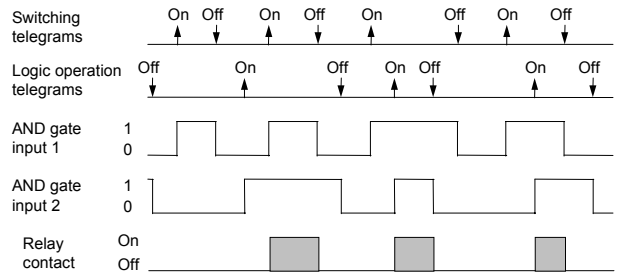 Switching
telegrams
On Off On Off On Off On Off
Logic operation
telegrams
Off On Off On Off On Off
AND gate
input 1
1
0
AND gate
input 2
1
0
Relay
contact
On
Off